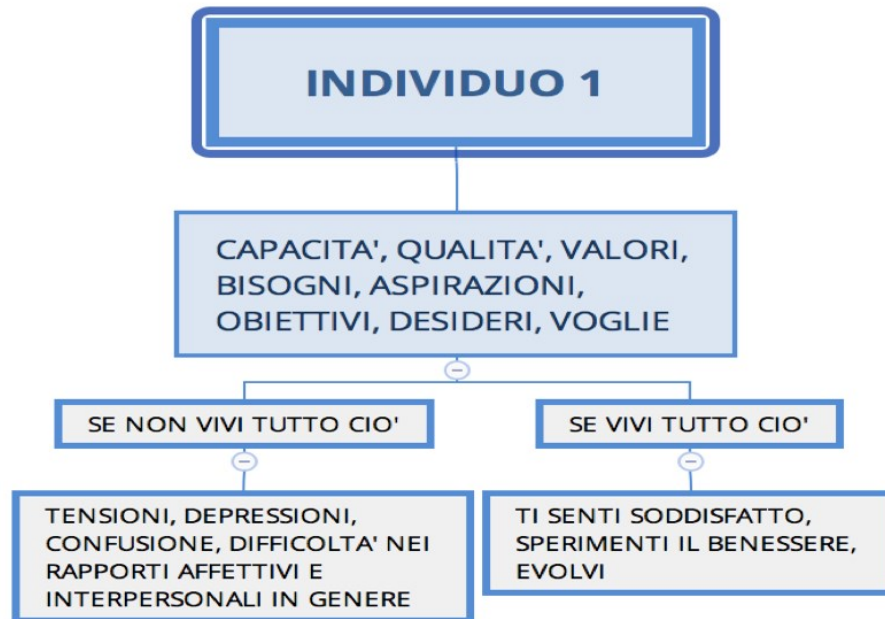 INDIVIDUO 1
CAPACITA', QUALITA', VALORI,
BISOGNI, ASPIRAZIONI,
OBIETTIVI, DESIDERI, VOGLIE
SE NON VIVI TUTTO CIO'
SE VIVI TUTTO CIO'
TENSIONI, DEPRESSIONI,
CONFUSIONE, DIFFICOLTA' NEI
RAPPORTI AFFETTIVI E
INTERPERSONALI IN GENERE
TI SENTI SODDISFATTO,
SPERIMENTI IL BENESSERE,
EVOLVI